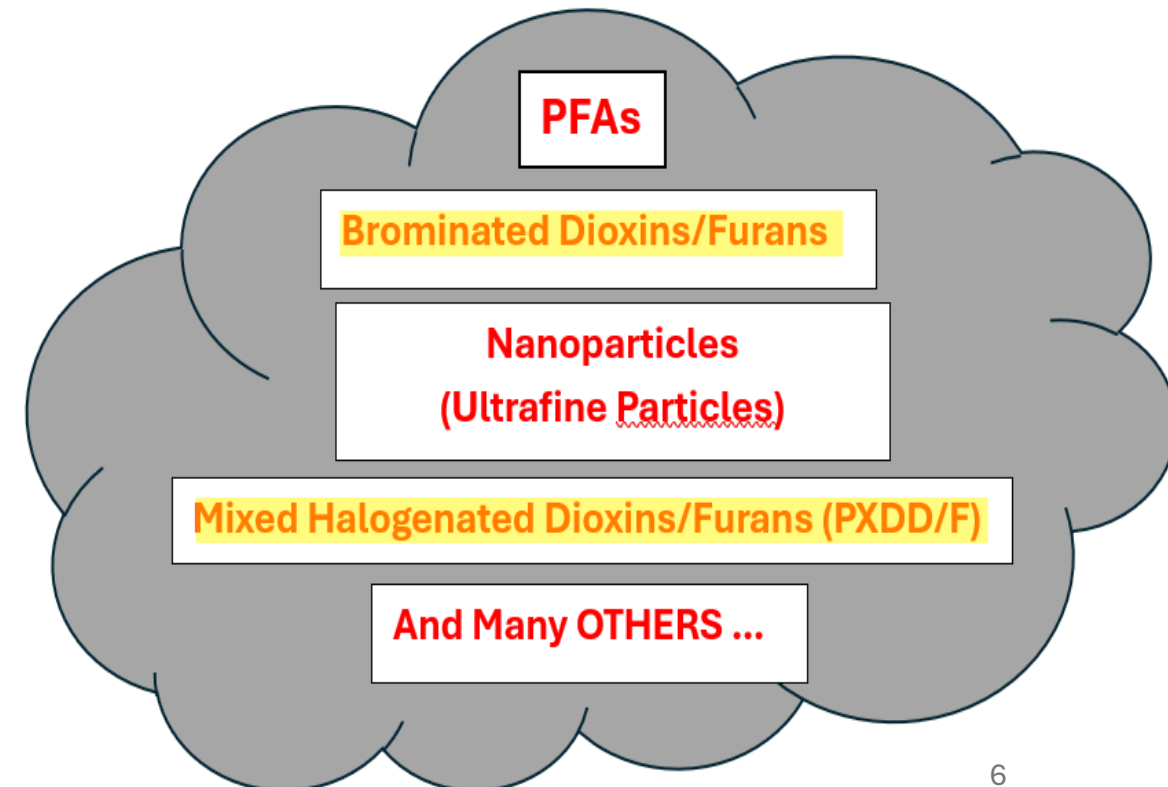 PFAs
Brominated Dioxins/Furans
Nanoparticles
(Ultrafine Particles)
Mixed Halogenated Dioxins/Furans (PXDD/F)
And Many OTHERS ...
6